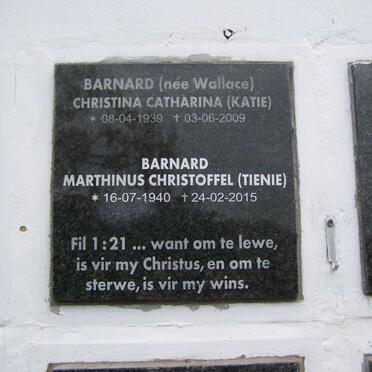 BARNARD (née Wallace)
CHRISTINA CATHARINA (KATIE)
* 08-04-1939 † 03-06-2009
BARNARD
MARTHINUS CHRISTOFFEL (TIENIE)
* 16-07-1940 † 24-02-2015
Fil 1:21 ... want om te lewe,
is vir my Christus, en om te
sterwe, is vir my wins.